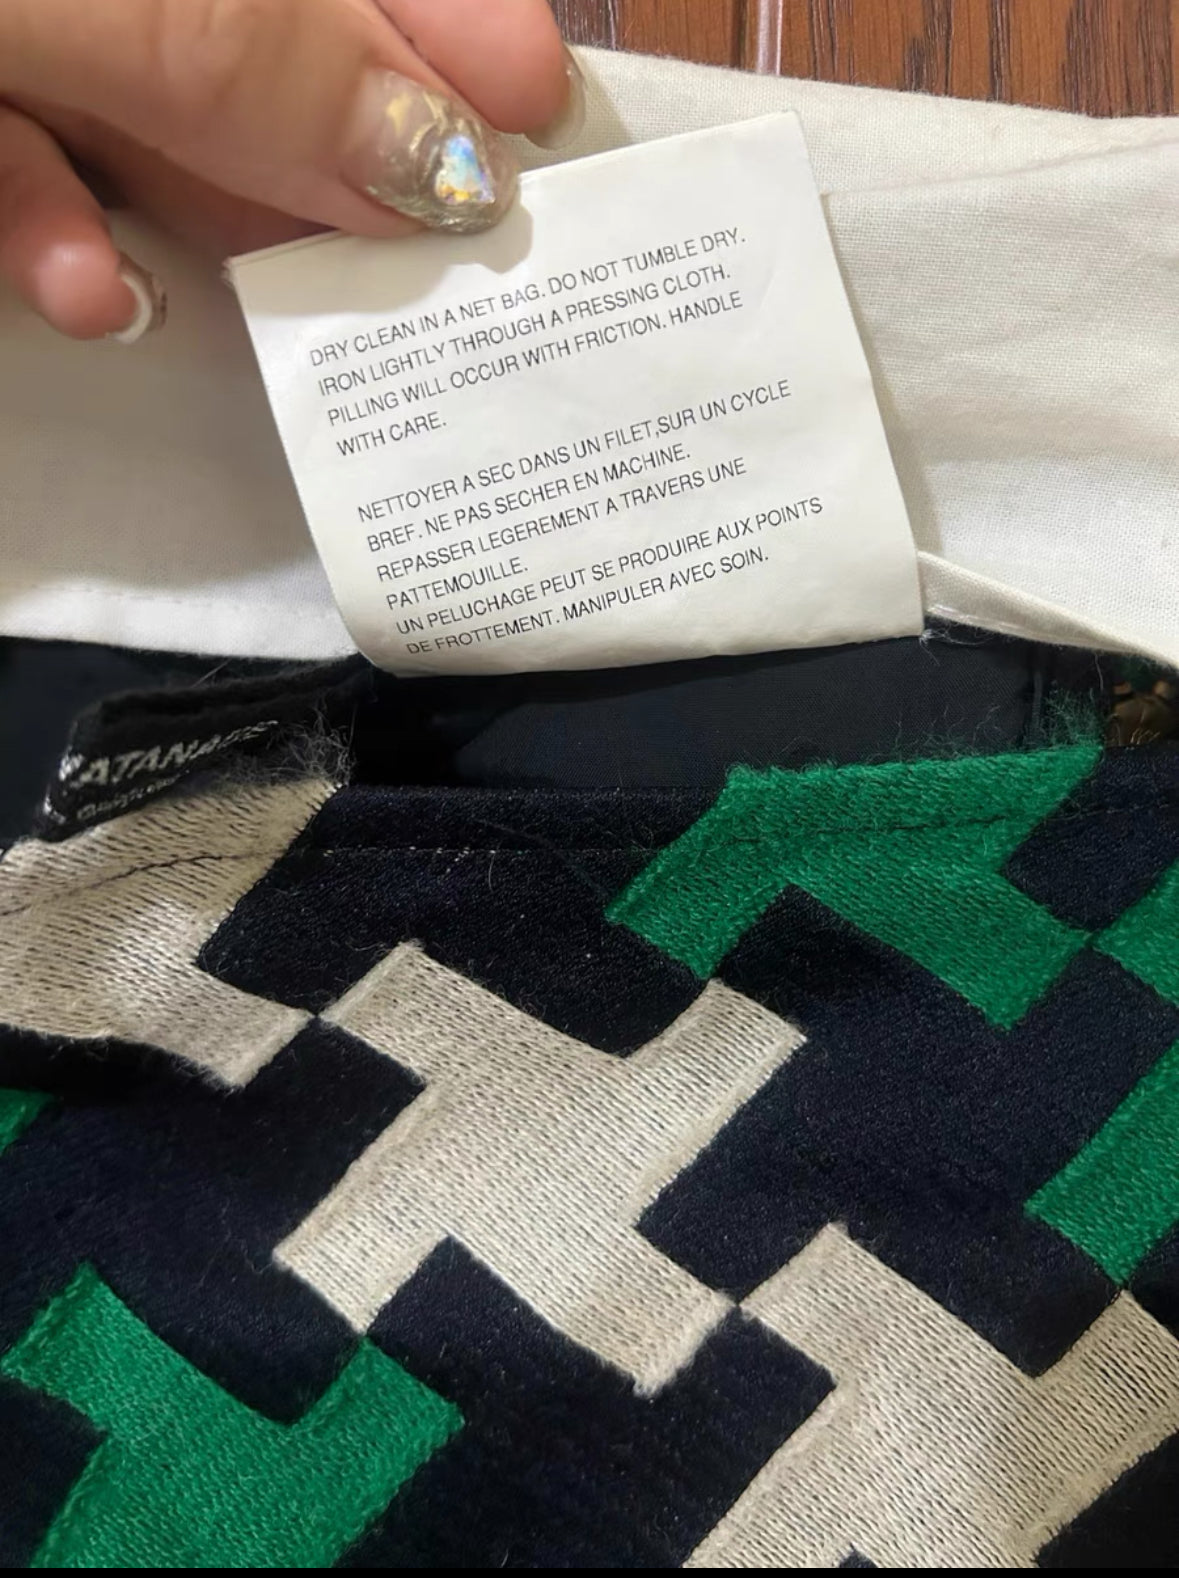 DRY CLEAN IN A NET BAG. DO NOT TUMBLE DRY.
IRON LIGHTLY THROUGH A PRESSING CLOTH.
PILLING WILL OCCUR WITH FRICTION. HANDLE
WITH CARE.
NETTOYER A SEC DANS UN FILET,SUR UN CYCLE
BREF. NE PAS SECHER EN MACHINE.
REPASSER LEGEREMENT A TRAVERS UNE
PATTEMOUILLE.
UN PELUCHAGE PEUT SE PRODUIRE AUX POINTS
DE FROTTEMENT. MANIPULER AVEC SOIN.